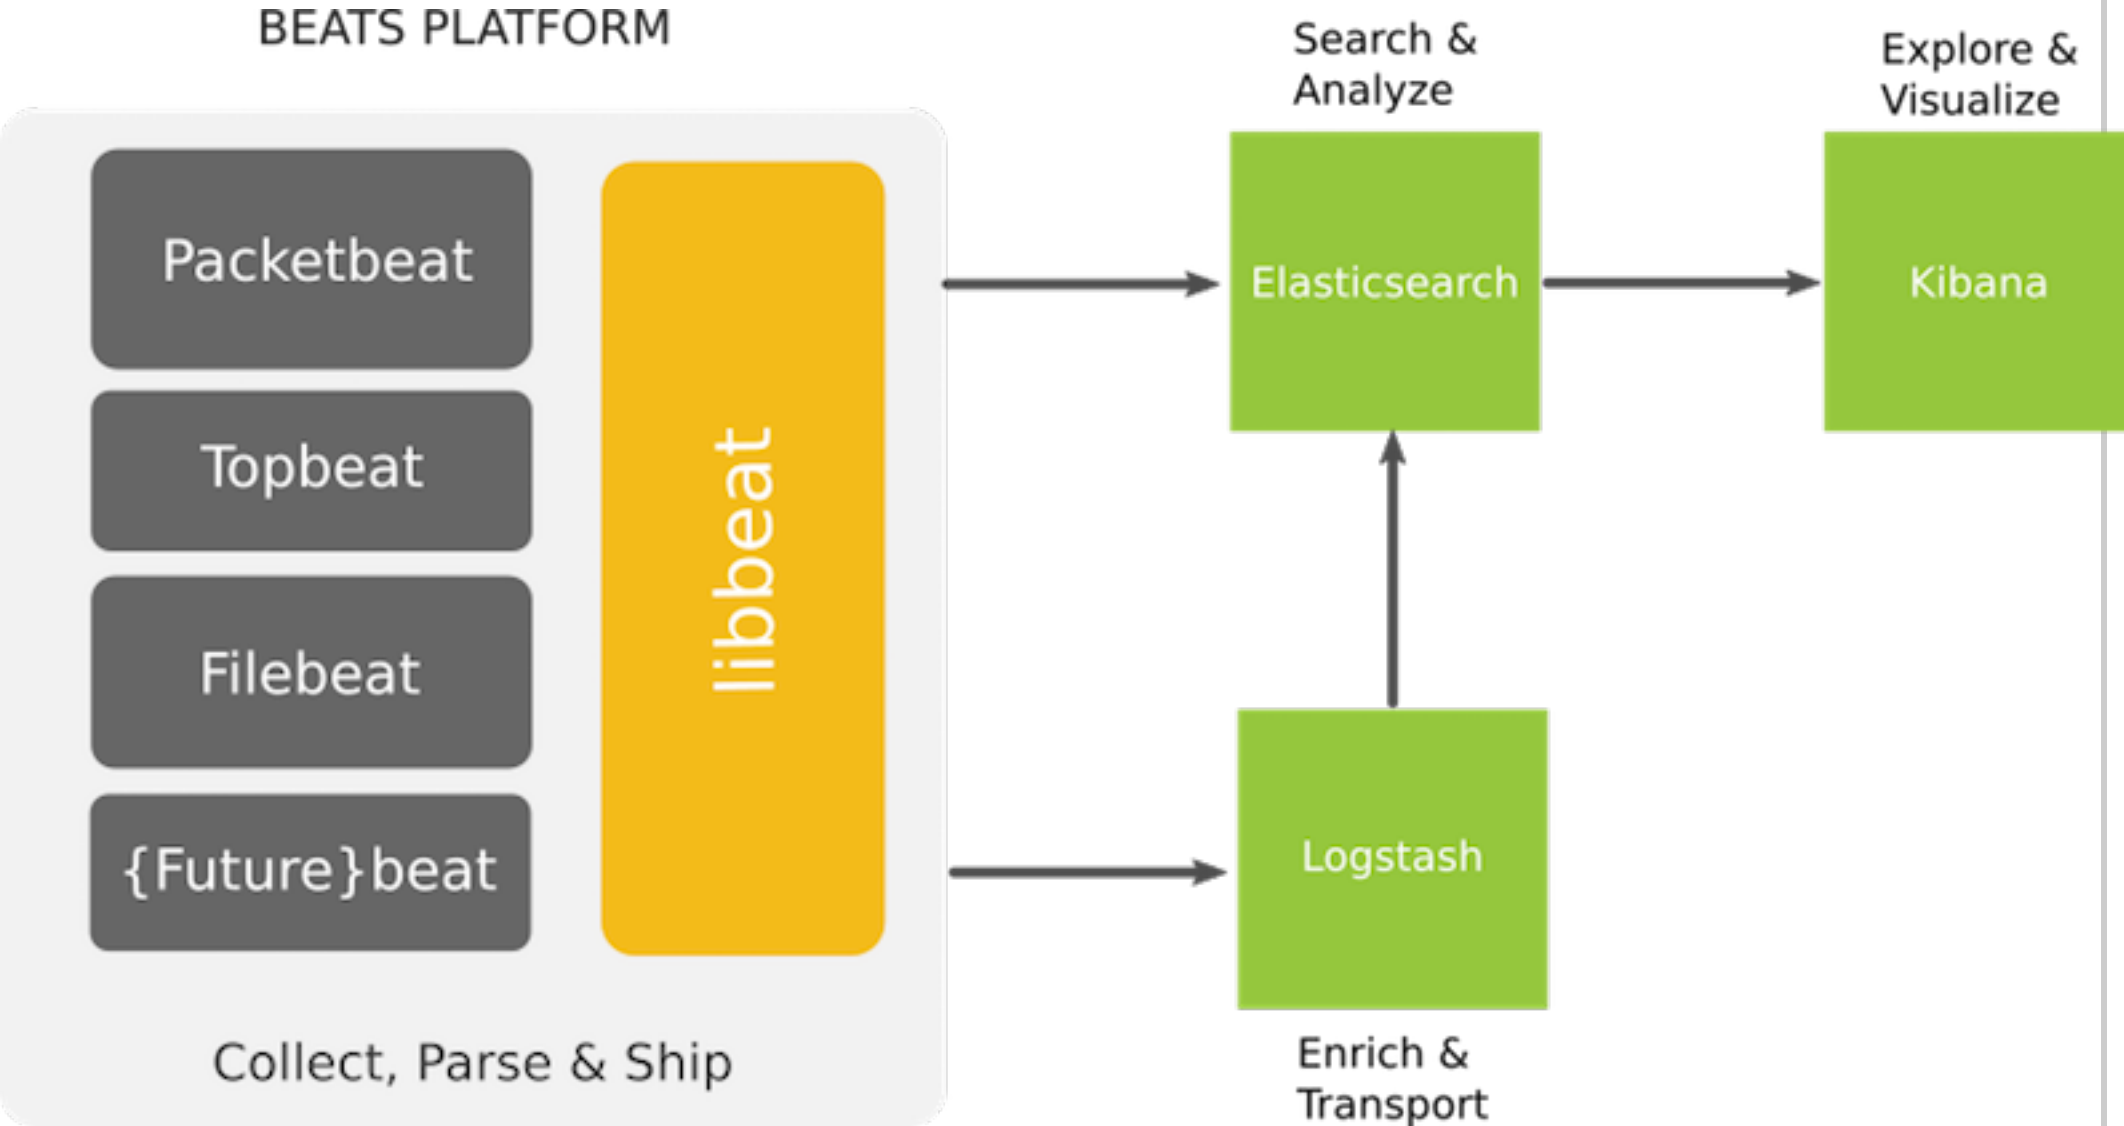 BEATS PLATFORM
Packetbeat
Topbeat
Filebeat
{Future}beat
libbeat
Collect, Parse & Ship
Search &
Analyze
Elasticsearch
Explore &
Visualize
Kibana
Logstash
Enrich &
Transport